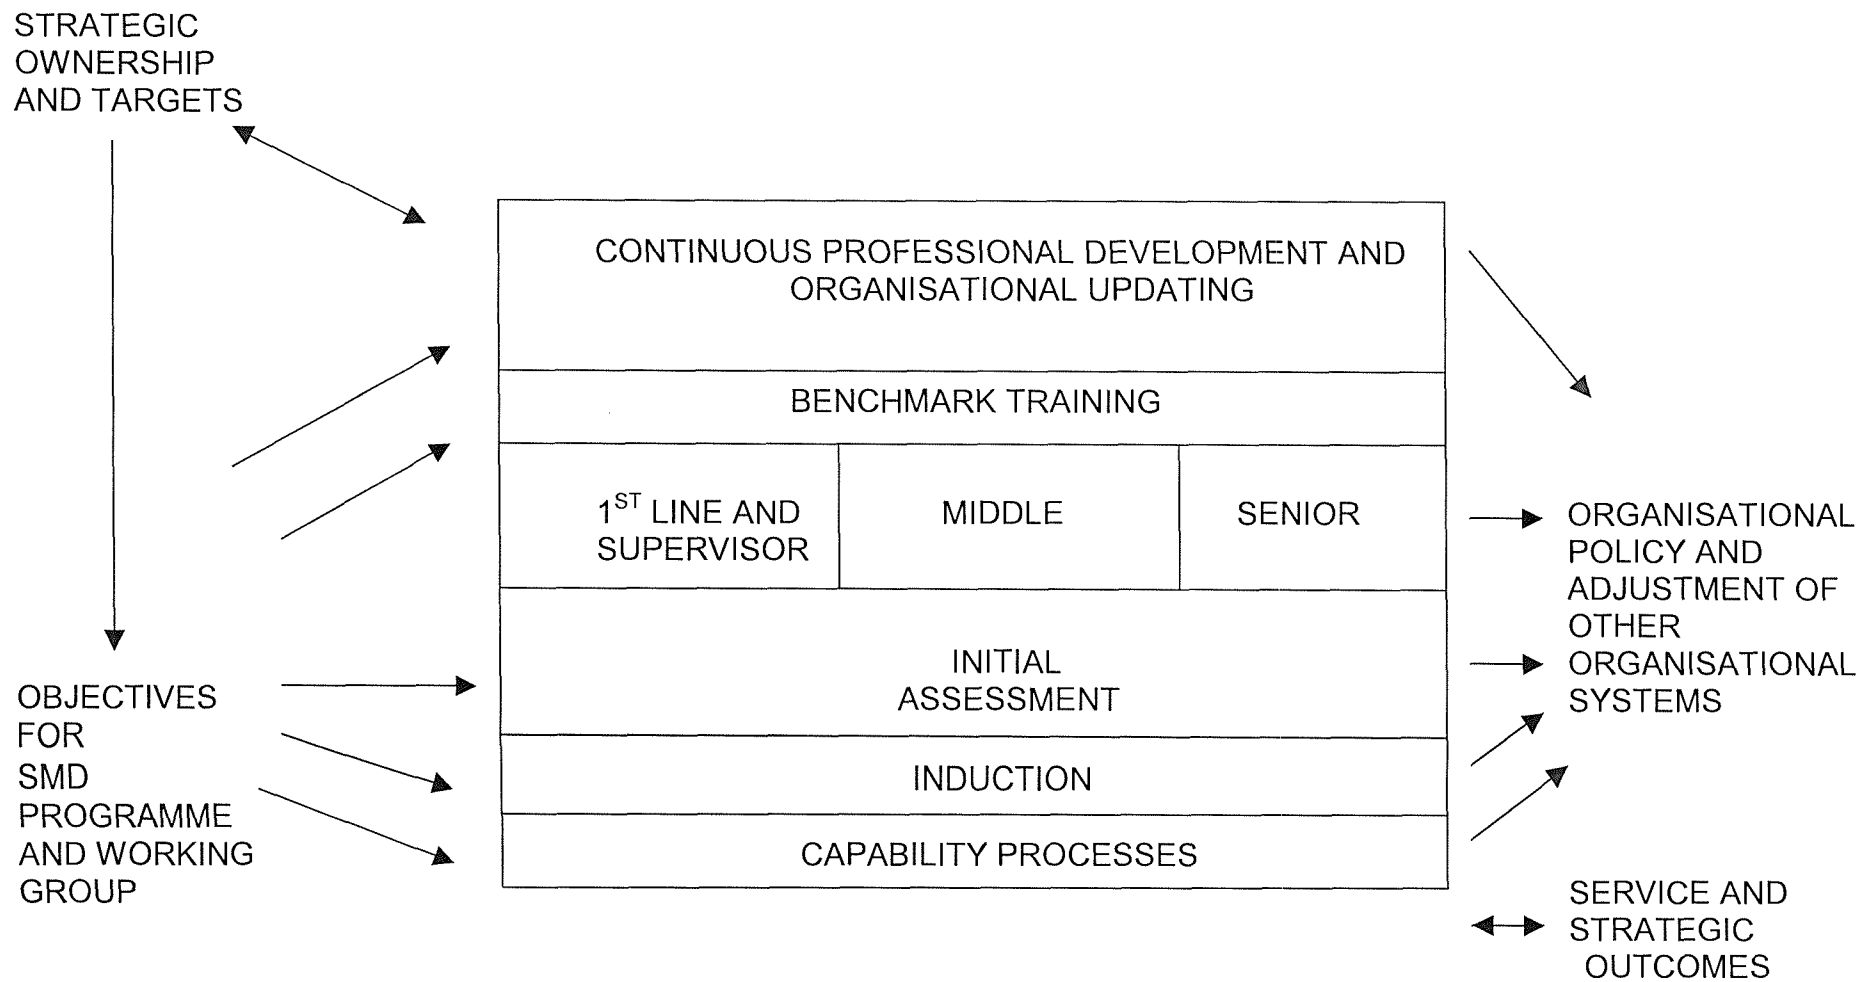 STRATEGIC
OWNERSHIP
AND TARGETS
CONTINUOUS PROFESSIONAL DEVELOPMENT AND
ORGANISATIONAL UPDATING
BENCHMARK TRAINING
1ST LINE AND
SUPERVISOR
MIDDLE
SENIOR
INITIAL
ASSESSMENT
INDUCTION
CAPABILITY PROCESSES
OBJECTIVES
FOR
SMD
PROGRAMME
AND WORKING
GROUP
ORGANISATIONAL
POLICY AND
ADJUSTMENT OF
OTHER
ORGANISATIONAL
SYSTEMS
SERVICE AND
STRATEGIC
OUTCOMES